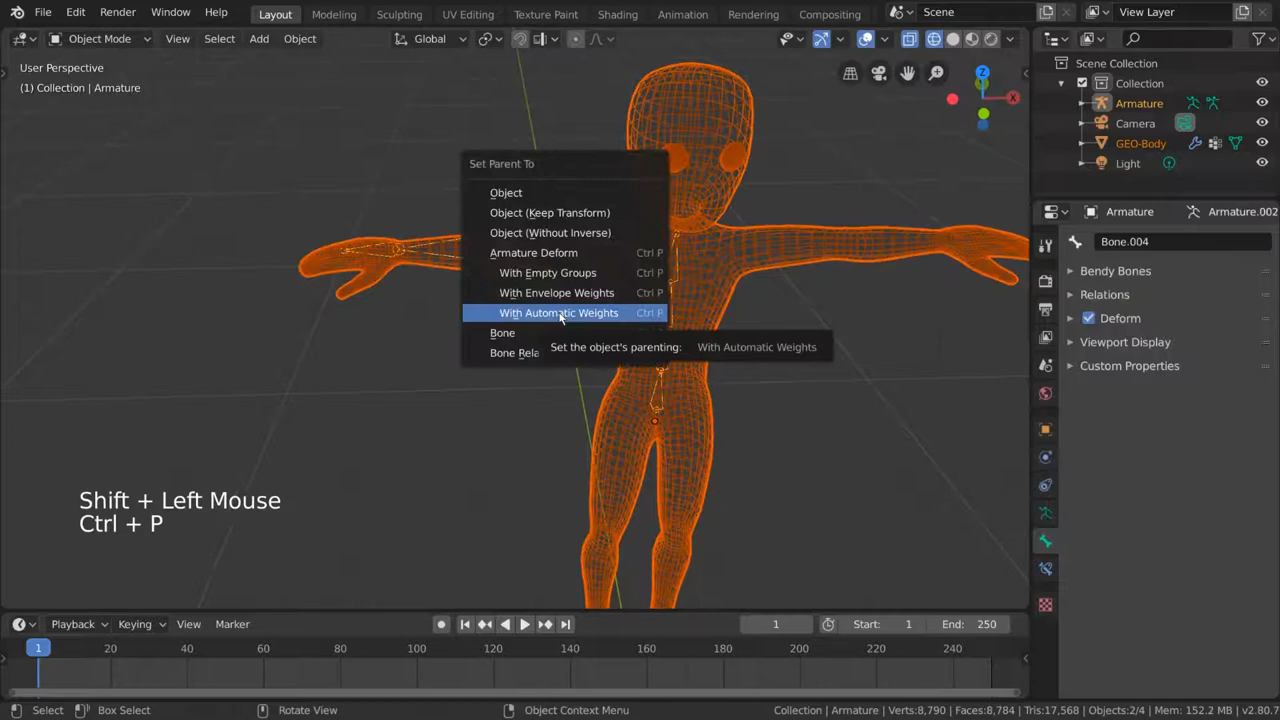 File Edit Render Window Help Layout Modeling Sculpting UV Editing Texture Paint Shading Animation Rendering Compositing Scene View Layer
Object Mode View Select Add Object Global
User Perspective
(1) Collection | Armature
Z
X
Set Parent To
Object
Object (Keep Transform)
Object (Without Inverse)
Armature Deform Ctrl P
With Empty Groups Ctrl P
With Envelope Weights Ctrl P
With Automatic Weights Ctrl P
Bone
Bone Rela
Set the object's parenting: With Automatic Weights
Shift + Left Mouse
Ctrl + P
Scene Collection
Collection
Armature
Camera
GEO-Body
Light
Armature Armature.002
Bone.004
Bendy Bones
Relations
Deform
Viewport Display
Custom Properties
Playback Keying View Marker 1 Start: 1 End: 250
1 20 40 60 80 100 120 140 160 180 200 220 240
Select Box Select Rotate View Object Context Menu Collection | Armature | Verts:8,790 | Faces:8,784 | Tris:17,568 | Objects:2/4 | Mem: 152.2 MB | v2.80.7